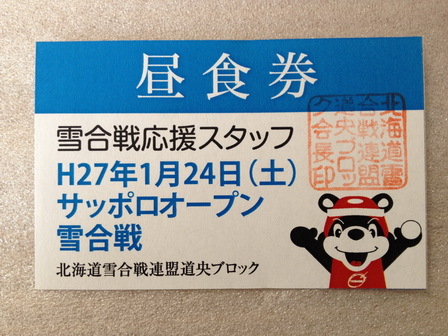 昼食券
雪合戦応援スタッフ
H27年1月24日(土)
サッポロオープン
雪合戦
北海道雪合戦連盟道央ブロック
北海道雪
合戦連盟
道央ブロッ
ク会長印